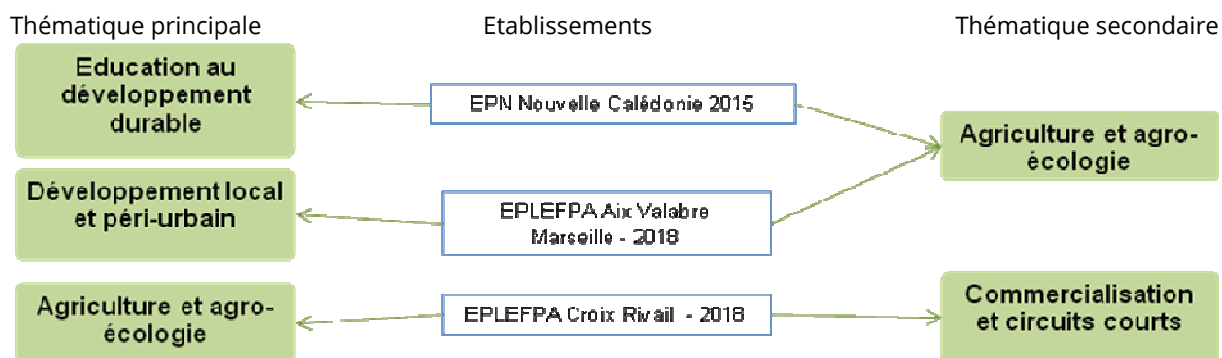 Thématique principale
Etablissements
Thématique secondaire
Education au
développement
durable
EPN Nouvelle Calédonie 2015
Agriculture et agro-
écologie
Développement local
et péri-urbain
EPLEFPA Aix Valabre
Marseille - 2018
Agriculture et agro-
écologie
EPLEFPA Croix Rivail - 2018
Commercialisation
et circuits courts